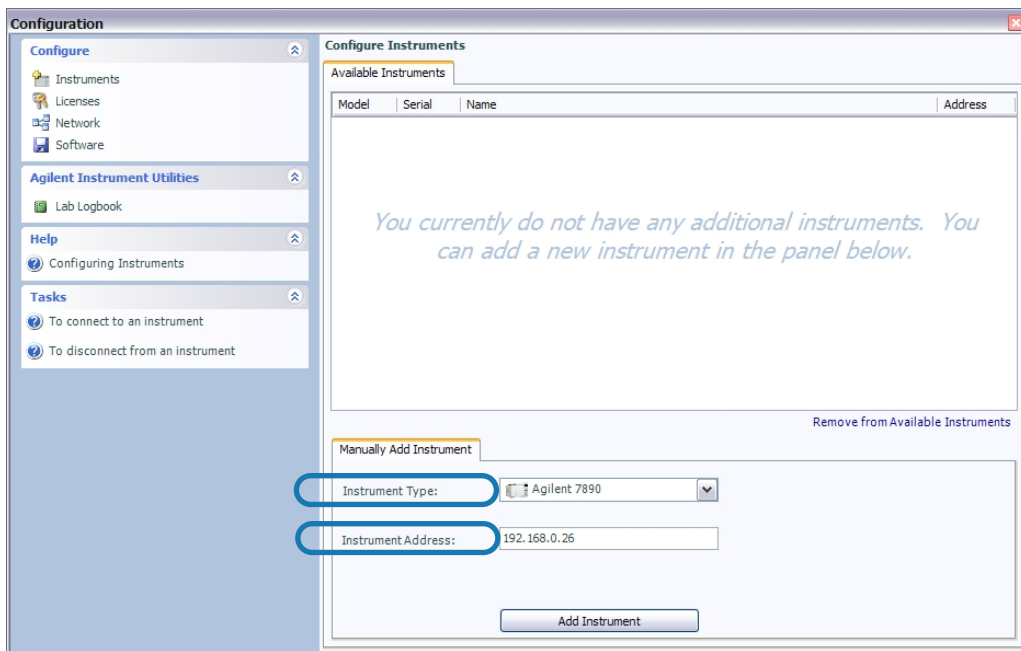 Configuration
Configure
Instruments
Licenses
Network
Software
Agilent Instrument Utilities
Lab Logbook
Help
Configuring Instruments
Tasks
To connect to an instrument
To disconnect from an instrument
Configure Instruments
Available Instruments
Model Serial Name Address
You currently do not have any additional instruments. You
can add a new instrument in the panel below.
Remove from Available Instruments
Manually Add Instrument
Instrument Type: Agilent 7890
Instrument Address: 192.168.0.26
Add Instrument